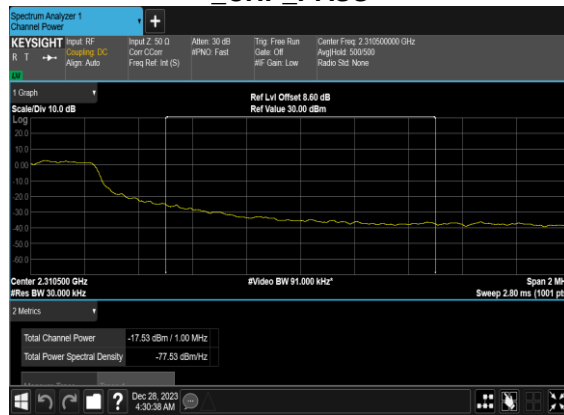 Spectrum Analyzer 1
Channel Power
+
KEYSIGHT
R T
LW
Input: RF
Coupling: DC
Align: Auto
Input Z: 50 Ω
Corr CCorr
Freq Ref: Int (S)
Atten: 30 dB
#PNO: Fast
Trig: Free Run
Gate: Off
#IF Gain: Low
Center Freq: 2.310500000 GHz
Avg|Hold: 500/500
Radio Std: None
1 Graph
Scale/Div 10.0 dB
Ref Lvl Offset 8.60 dB
Ref Value 30.00 dBm
Log
20.0
10.0
0.00
-10.0
-20.0
-30.0
-40.0
-50.0
-60.0
Center 2.310500 GHz
#Video BW 91.000 kHz*
Span 2 MH
#Res BW 30.000 kHz
Sweep 2.80 ms (1001 pt
2 Metrics
Total Channel Power -17.53 dBm / 1.00 MHz
Total Power Spectral Density -77.53 dBm/Hz
? Dec 28, 2023
4:30:38 AM